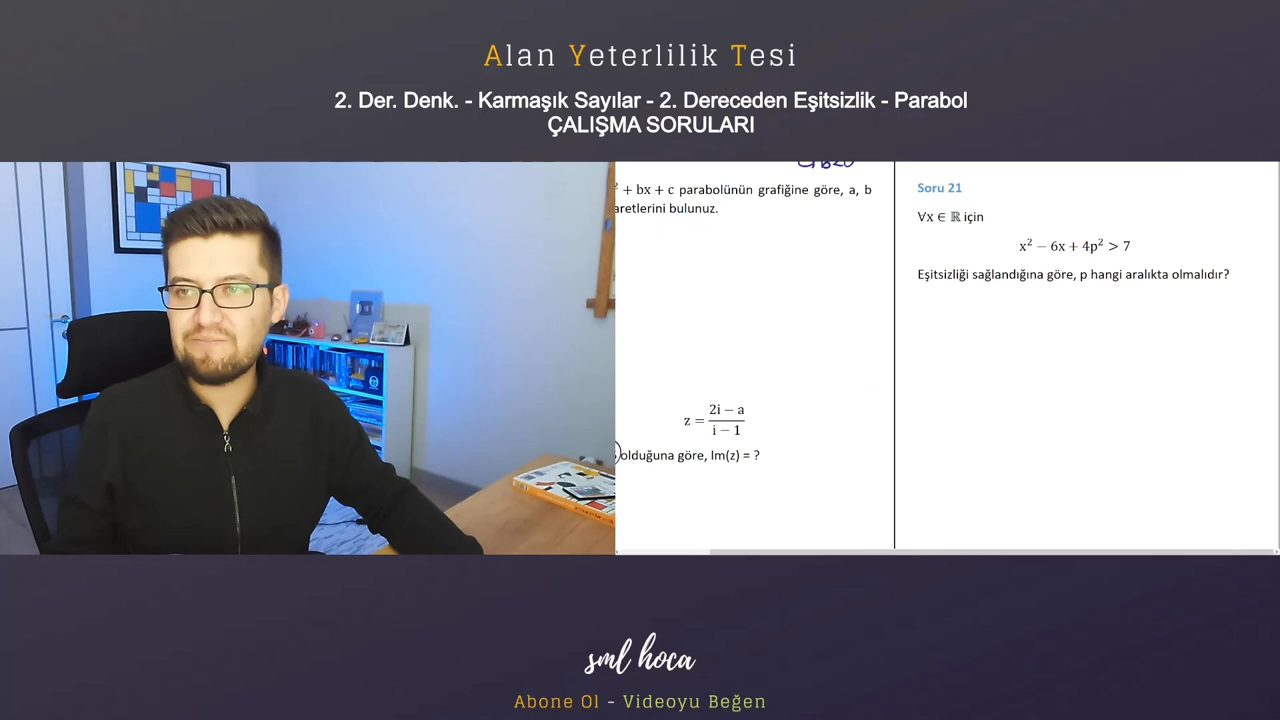 Alan Yeterlilik Tesi
2. Der. Denk. - Karmaşık Sayılar - 2. Dereceden Eşitsizlik - Parabol
ÇALIŞMA SORULARI
² + bx + c parabolünün grafiğine göre, a, b
aretlerini bulunuz.
z = (2i − a)/(i − 1)
olduğuna göre, Im(z) = ?
Soru 21
∀x ∈ ℝ için
x² − 6x + 4p² > 7
Eşitsizliği sağlandığına göre, p hangi aralıkta olmalıdır?
sml hoca
Abone Ol - Videoyu Beğen